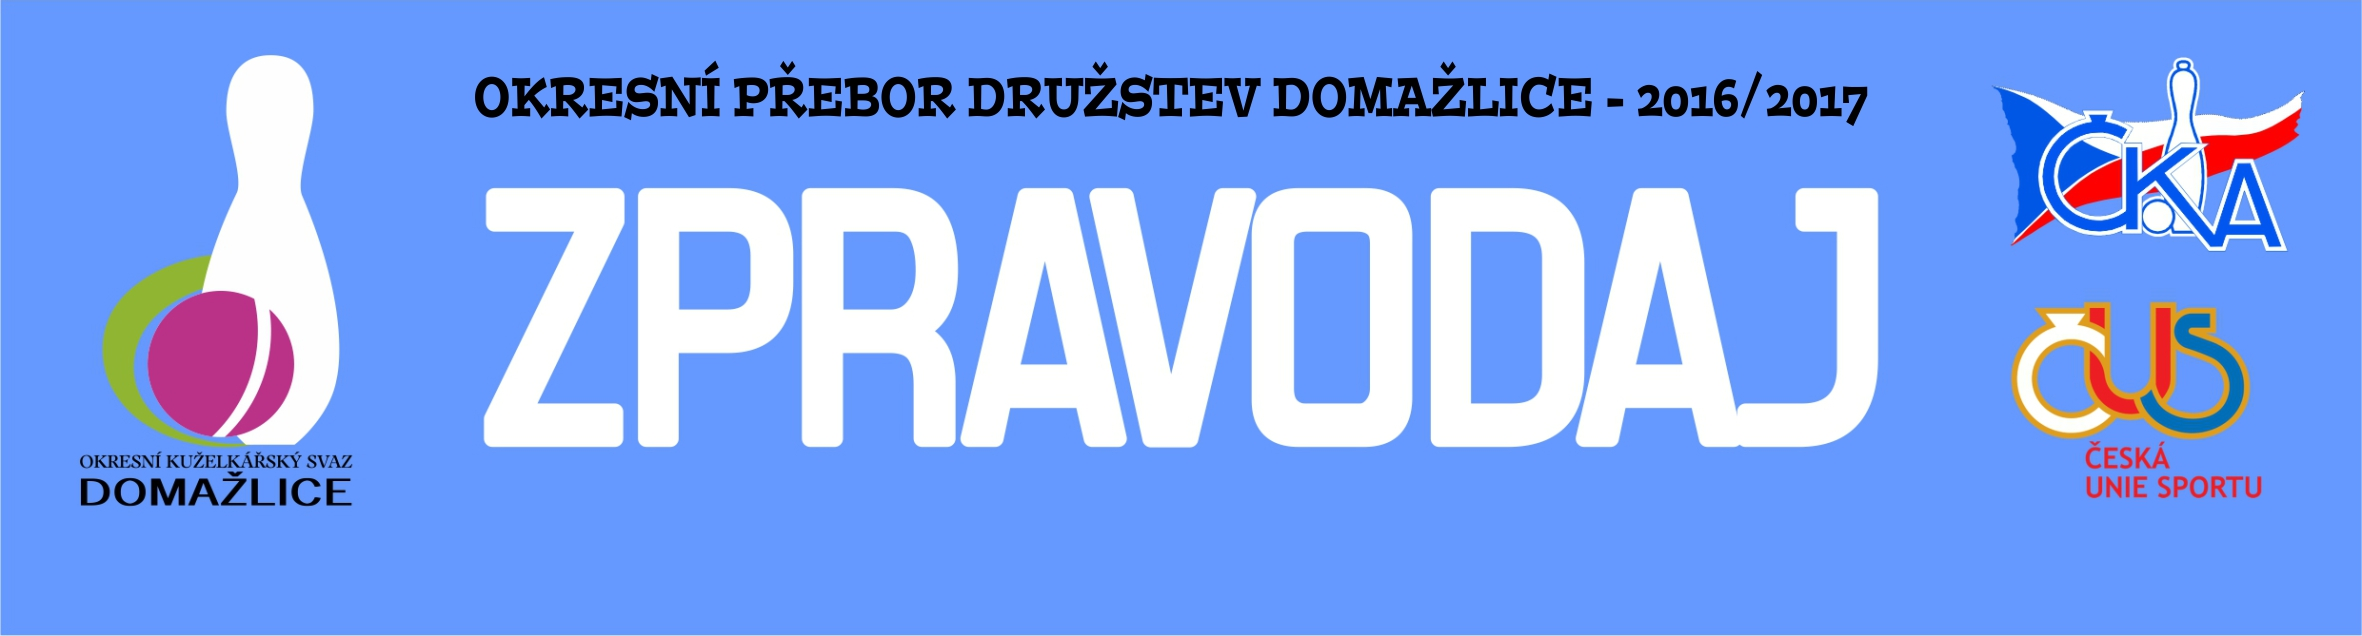 OKRESNÍ PŘEBOR DRUŽSTEV DOMAŽLICE - 2016/2017
ZPRAVODAJ
OKRESNÍ KUŽELKÁŘSKÝ SVAZ
DOMAŽLICE
ČKA
ČUS
ČESKÁ
UNIE SPORTU